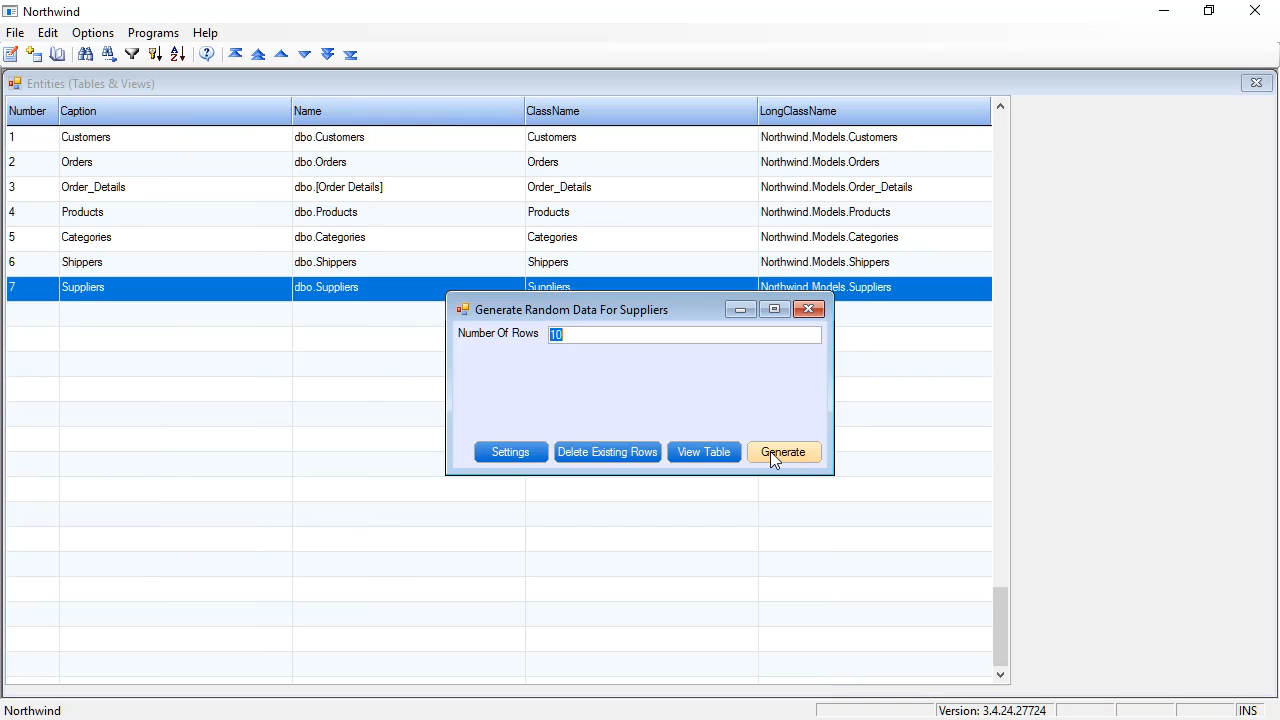 Northwind
File Edit Options Programs Help
Entities (Tables & Views)
Number Caption Name ClassName LongClassName
1 Customers dbo.Customers Customers Northwind.Models.Customers
2 Orders dbo.Orders Orders Northwind.Models.Orders
3 Order_Details dbo.[Order Details] Order_Details Northwind.Models.Order_Details
4 Products dbo.Products Products Northwind.Models.Products
5 Categories dbo.Categories Categories Northwind.Models.Categories
6 Shippers dbo.Shippers Shippers Northwind.Models.Shippers
7 Suppliers dbo.Suppliers Suppliers Northwind.Models.Suppliers
Generate Random Data For Suppliers
Number Of Rows 10
Settings Delete Existing Rows View Table Generate
Northwind Version: 3.4.24.27724 INS